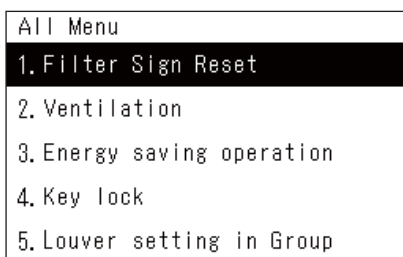 All Menu
1. Filter Sign Reset
2. Ventilation
3. Energy saving operation
4. Key lock
5. Louver setting in Group